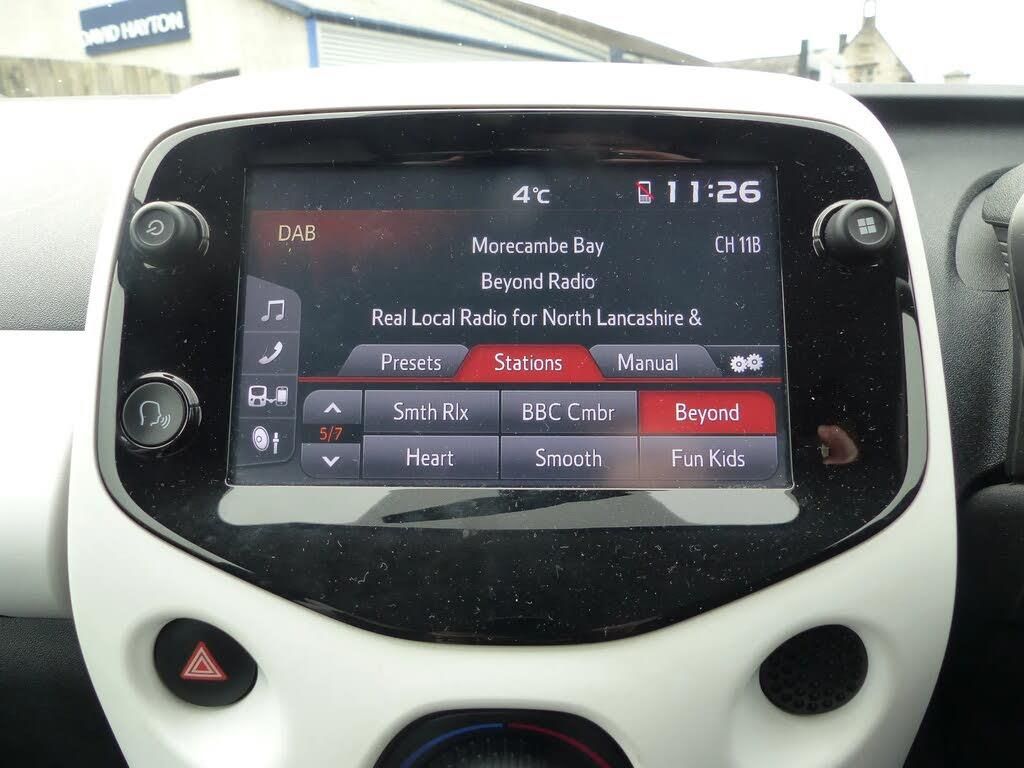 DAVID HAYTON
4°C
11:26
DAB
Morecambe Bay
CH 11B
Beyond Radio
Real Local Radio for North Lancashire &
Presets
Stations
Manual
Smth Rlx
BBC Cmbr
Beyond
5/7
Heart
Smooth
Fun Kids